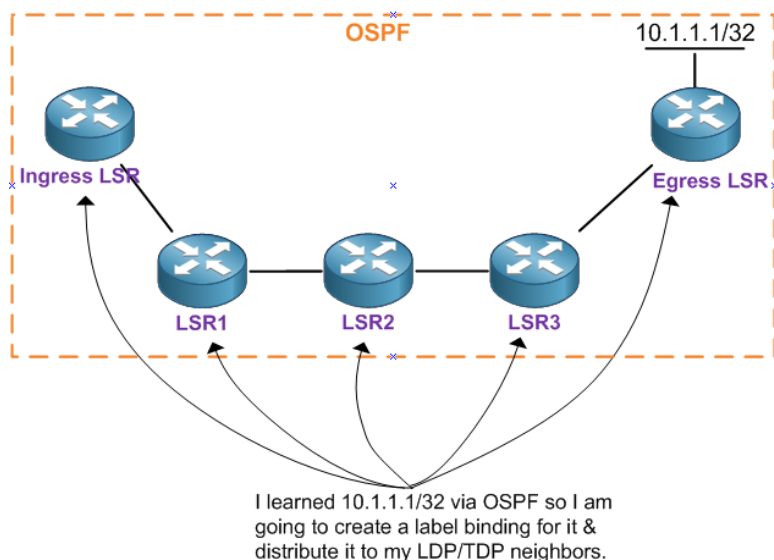 OSPF
10.1.1.1/32
Ingress LSR
Egress LSR
LSR1
LSR2
LSR3
I learned 10.1.1.1/32 via OSPF so I am
going to create a label binding for it &
distribute it to my LDP/TDP neighbors.